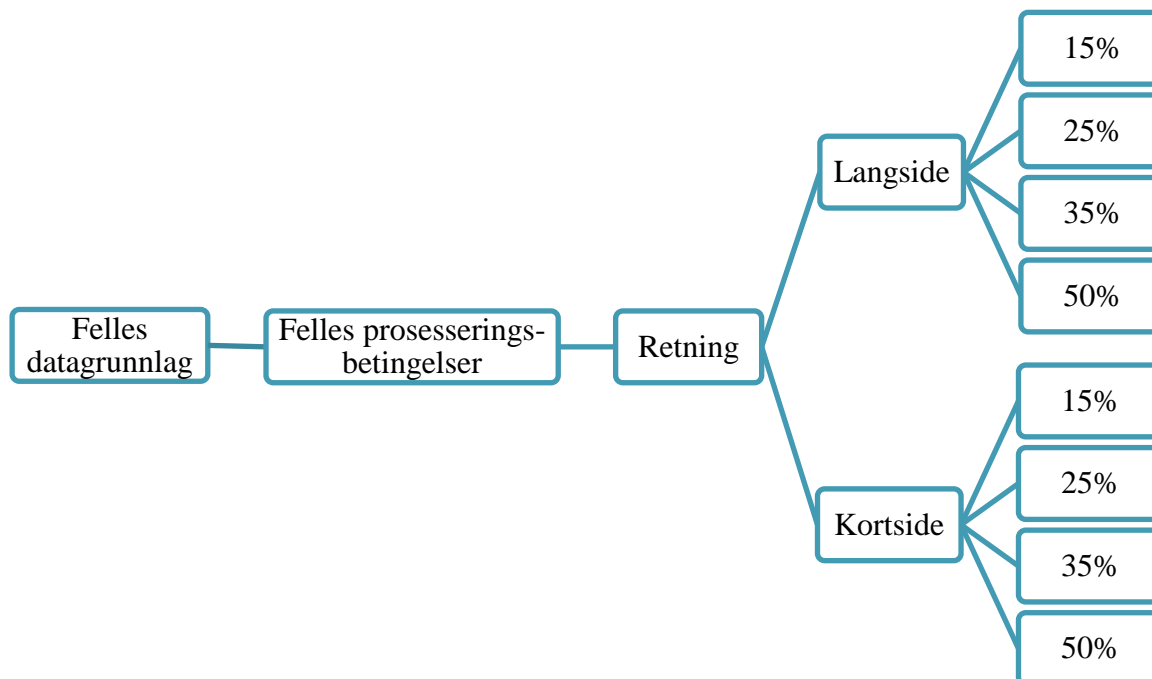 Felles
datagrunnlag
Felles prosesserings-
betingelser
Retning
Langside
15%
25%
35%
50%
Kortside
15%
25%
35%
50%